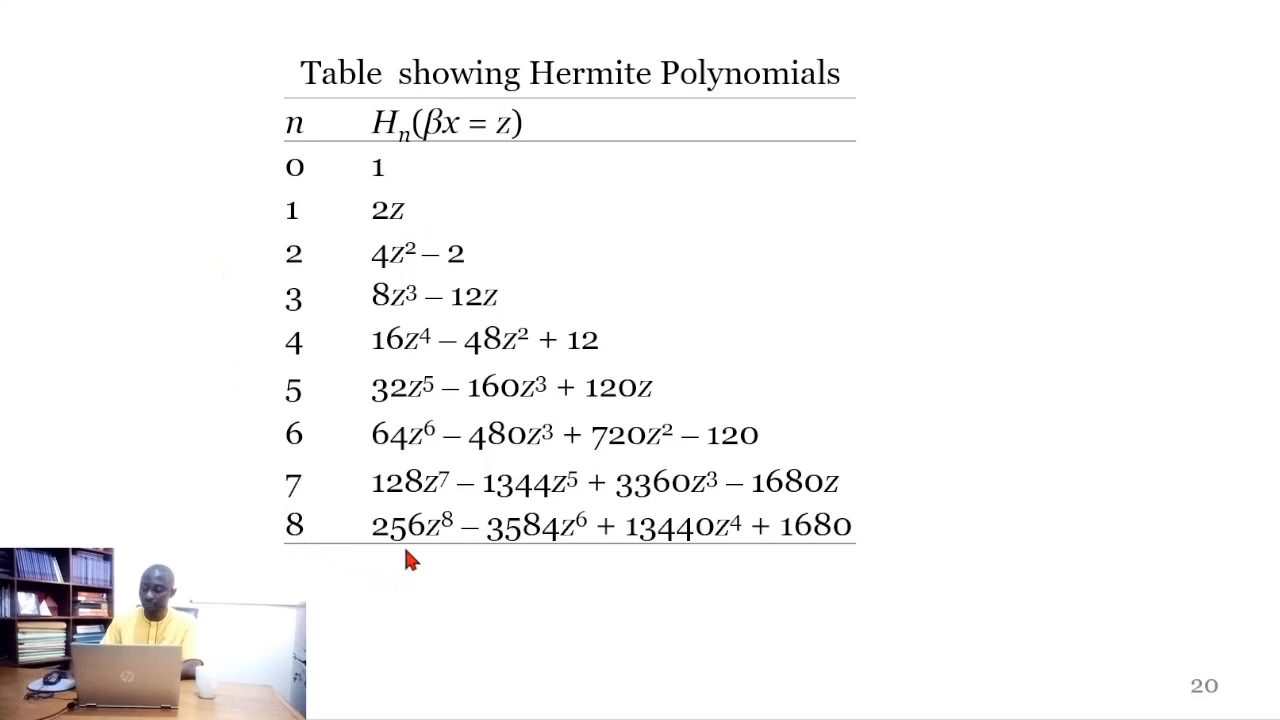 Table showing Hermite Polynomials
n Hₙ(βx = z)
0 1
1 2z
2 4z² – 2
3 8z³ – 12z
4 16z⁴ – 48z² + 12
5 32z⁵ – 160z³ + 120z
6 64z⁶ – 480z³ + 720z² – 120
7 128z⁷ – 1344z⁵ + 3360z³ – 1680z
8 256z⁸ – 3584z⁶ + 13440z⁴ + 1680
hp
20